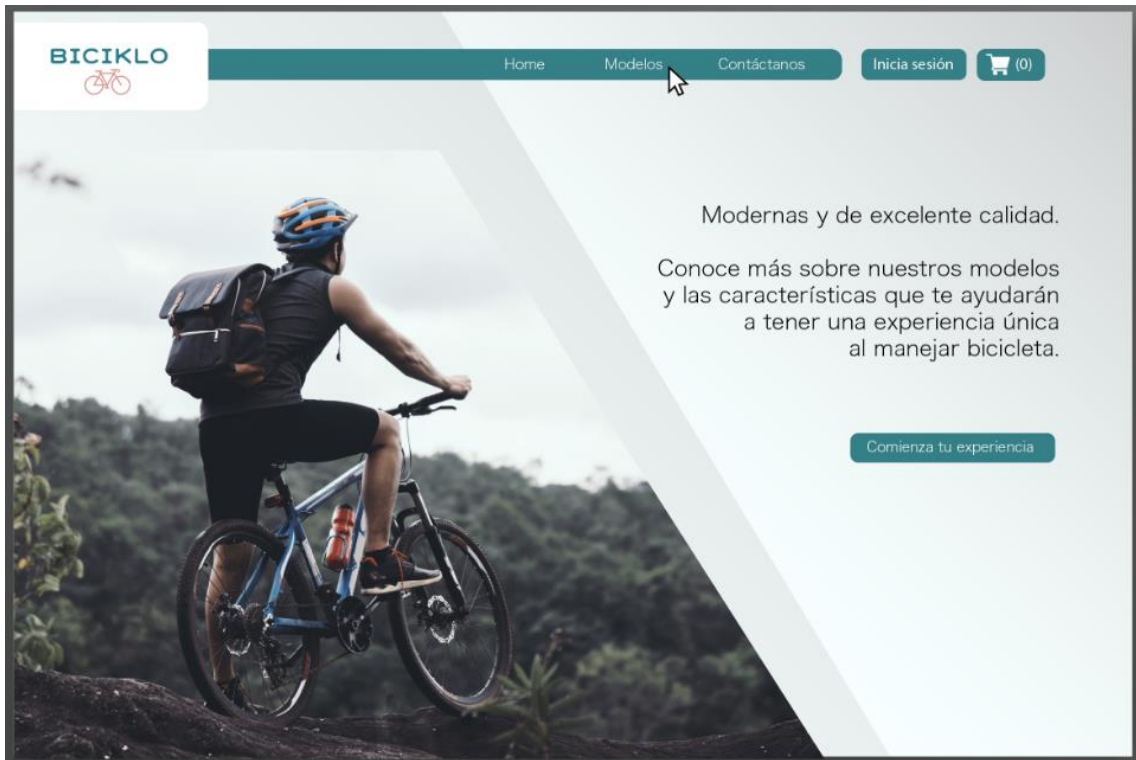 BICIKLO
Home Modelos Contáctanos Inicia sesión (0)
Modernas y de excelente calidad.
Conoce más sobre nuestros modelos
y las características que te ayudarán
a tener una experiencia única
al manejar bicicleta.
Comienza tu experiencia